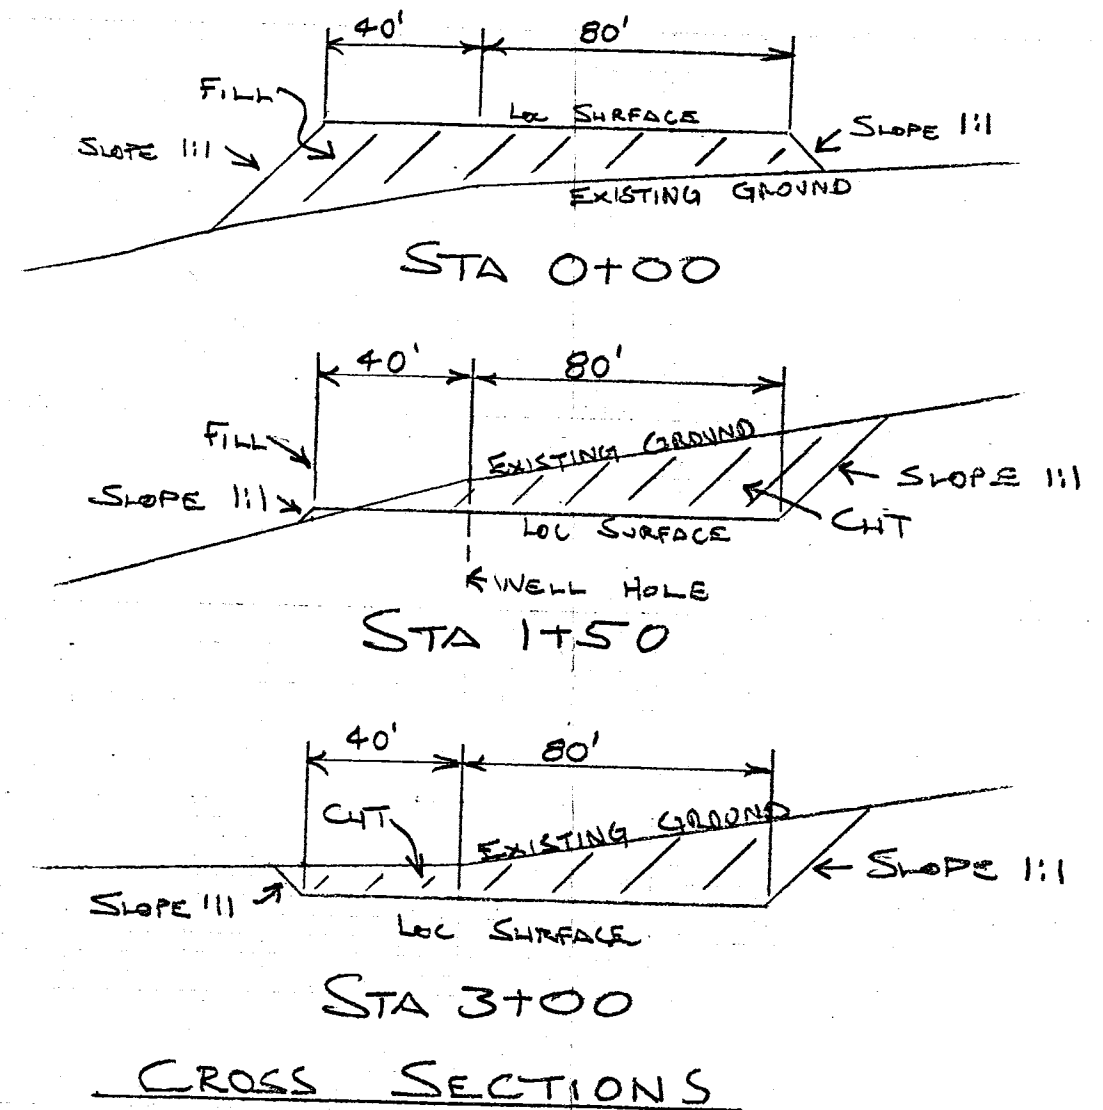 40' 80'
FILL
LOC SURFACE
SLOPE 1:1
SLOPE 1:1
EXISTING GROUND
STA 0+00
40' 80'
FILL
EXISTING GROUND
SLOPE 1:1
SLOPE 1:1
LOC SURFACE
CUT
WELL HOLE
STA 1+50
40' 80'
CUT
EXISTING GROUND
SLOPE 1:1
SLOPE 1:1
LOC SURFACE
STA 3+00
CROSS SECTIONS